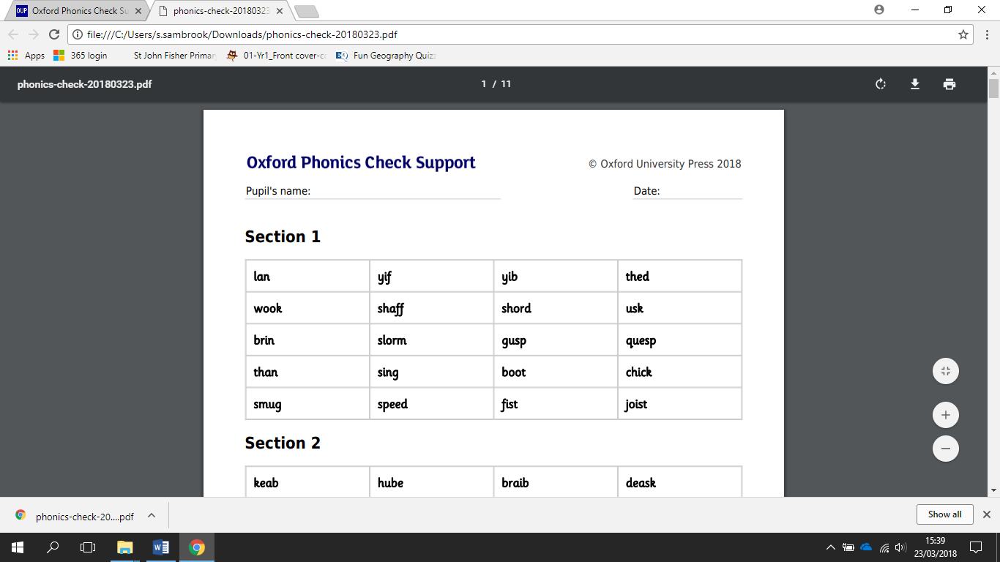 Oxford Phonics Check Su
phonics-check-20180323
file:///C:/Users/s.sambrook/Downloads/phonics-check-20180323.pdf
Apps 365 login St John Fisher Primar 01-Yr1_Front cover-c Fun Geography Quiz
phonics-check-20180323.pdf 1 / 11
Oxford Phonics Check Support © Oxford University Press 2018
Pupil's name: Date:
Section 1
lan yif yib thed
wook shaff shord usk
brin slorm gusp quesp
than sing boot chick
smug speed fist joist
Section 2
keab hube braib deask
phonics-check-20....pdf Show all
15:39
23/03/2018